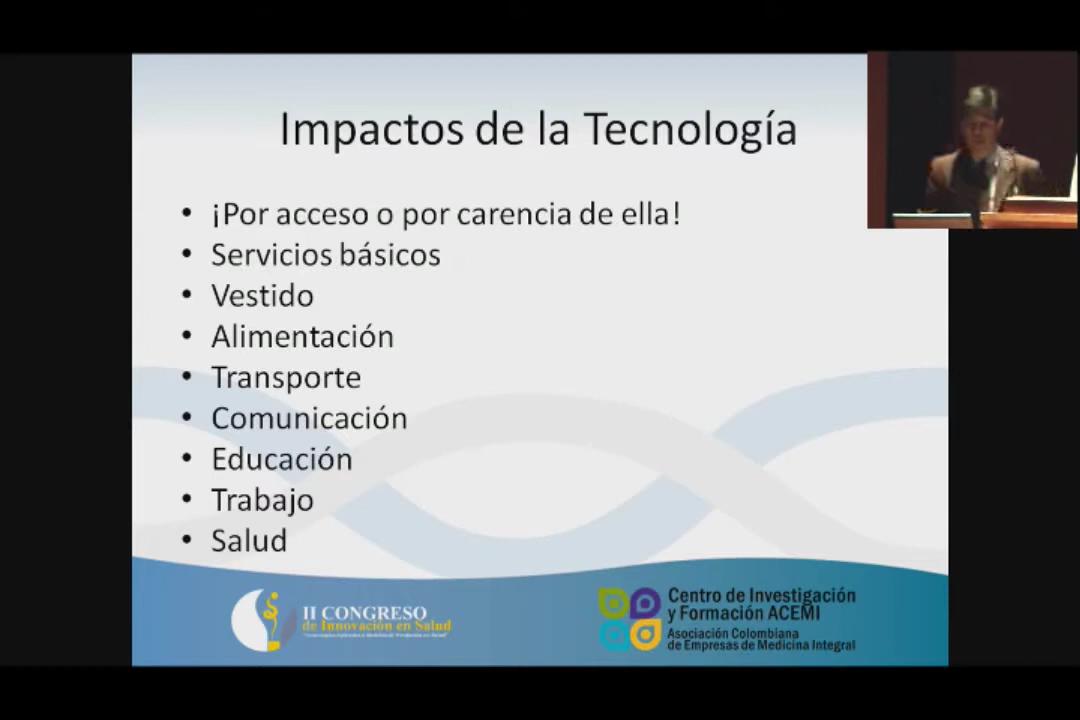 Impactos de la Tecnología
• ¡Por acceso o por carencia de ella!
• Servicios básicos
• Vestido
• Alimentación
• Transporte
• Comunicación
• Educación
• Trabajo
• Salud
II CONGRESO
de Innovación en Salud
Centro de Investigación
y Formación ACEMI
Asociación Colombiana
de Empresas de Medicina Integral